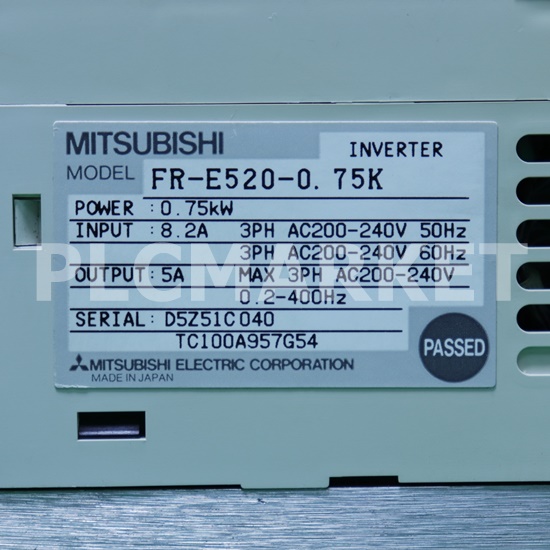 MITSUBISHI INVERTER
MODEL FR-E520-0.75K
POWER : 0.75kW
INPUT : 8.2A 3PH AC200-240V 50Hz
3PH AC200-240V 60Hz
PLCMARKET
OUTPUT : 5A MAX 3PH AC200-240V
0.2-400Hz
SERIAL : D5Z51C040
TC100A957G54
PASSED
MITSUBISHI ELECTRIC CORPORATION
MADE IN JAPAN